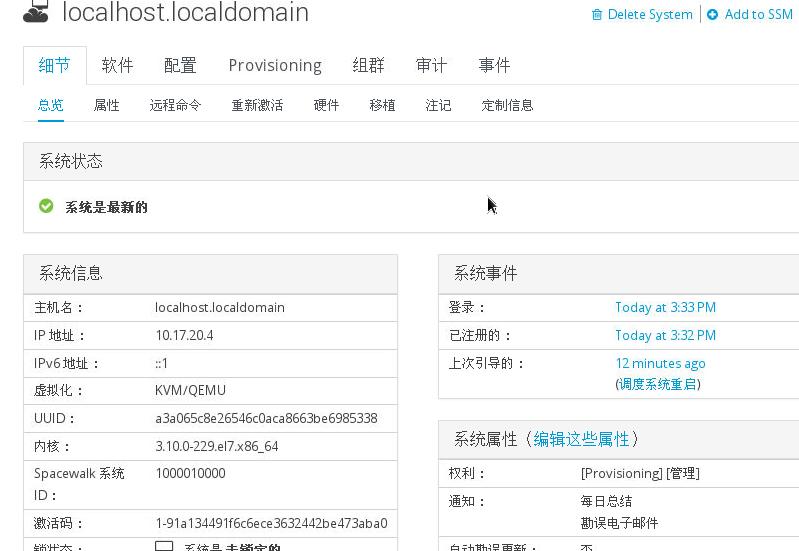 localhost.localdomain
Delete System | Add to SSM
细节 软件 配置 Provisioning 组群 审计 事件
总览 属性 远程命令 重新激活 硬件 移植 注记 定制信息
系统状态
系统是最新的
系统信息
主机名： localhost.localdomain
IP 地址： 10.17.20.4
IPv6 地址： ::1
虚拟化： KVM/QEMU
UUID： a3a065c8e26546c0aca8663be6985338
内核： 3.10.0-229.el7.x86_64
Spacewalk 系统
ID： 1000010000
激活码： 1-91a134491f6c6ece3632442be473aba0
锁状态： 系统是 未锁定的
系统事件
登录： Today at 3:33 PM
已注册的： Today at 3:32 PM
上次引导的： 12 minutes ago
(调度系统重启)
系统属性（编辑这些属性）
权利： [Provisioning] [管理]
通知： 每日总结
勘误电子邮件
自动勘误更新： 否